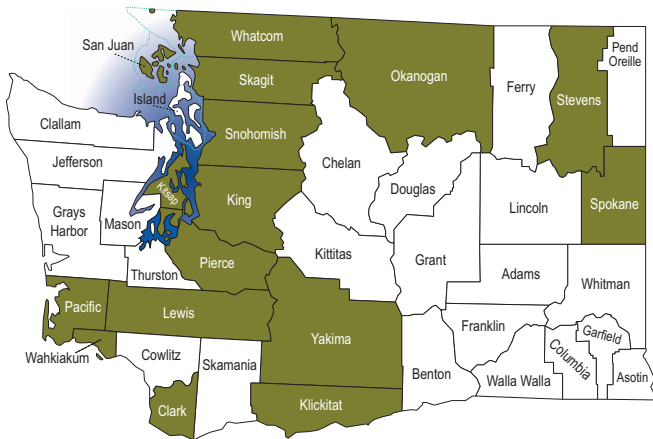 Whatcom
San Juan
Pend
Oreille
Okanogan
Ferry
Skagit
Stevens
Island
Clallam
Snohomish
Chelan
Jefferson
Douglas
Kitsap
King
Lincoln
Spokane
Grays
Harbor
Mason
Kittitas
Grant
Pierce
Thurston
Adams
Whitman
Pacific
Lewis
Franklin
Yakima
Garfield
Wahkiakum
Cowlitz
Skamania
Columbia
Benton
Walla Walla
Asotin
Clark
Klickitat